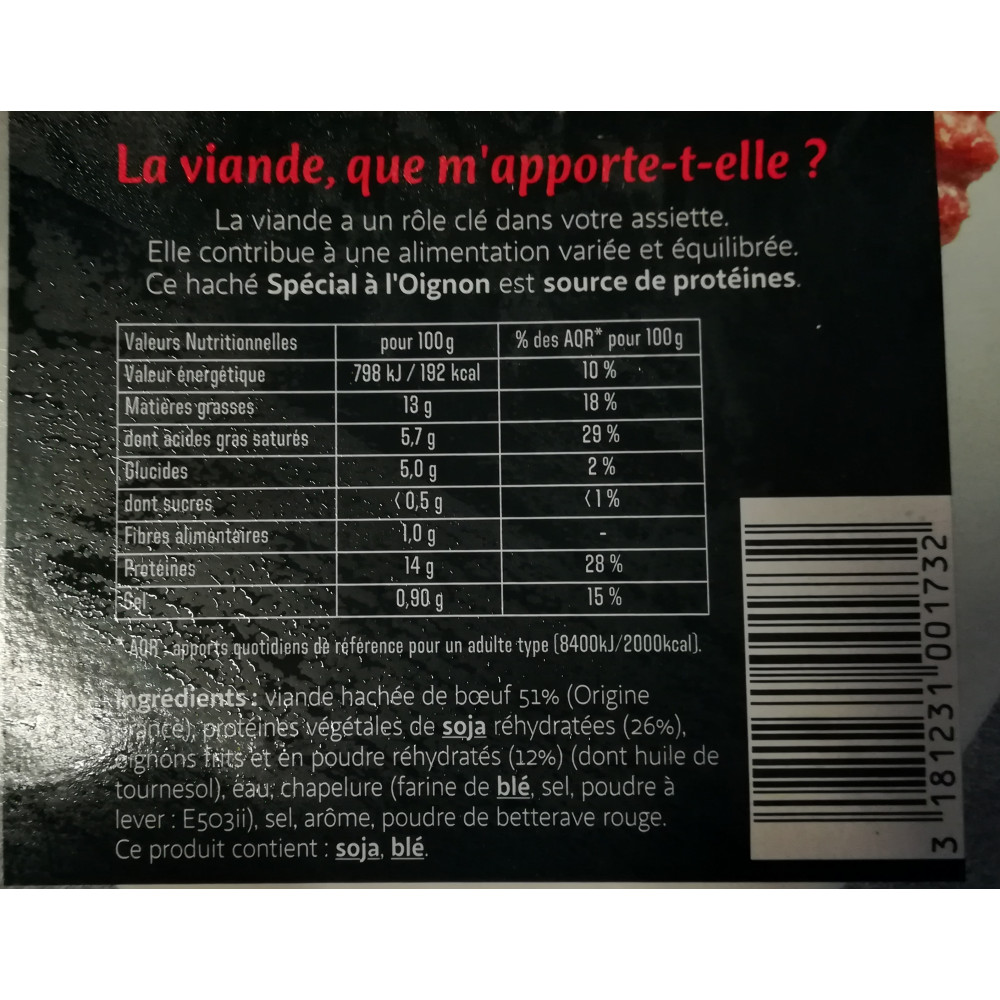 La viande, que m'apporte-t-elle ?
La viande a un rôle clé dans votre assiette.
Elle contribue à une alimentation variée et équilibrée.
Ce haché Spécial à l'Oignon est source de protéines.
Valeurs Nutritionnelles pour 100g % des AQR* pour 100g
Valeur énergétique 798 kJ / 192 kcal 10 %
Matières grasses 13 g 18 %
dont acides gras saturés 5,7 g 29 %
Glucides 5,0 g 2 %
dont sucres <0,5 g <1%
Fibres alimentaires 1,0 g -
Protéines 14 g 28 %
Sel 0,90 g 15 %
*AQR - apports quotidiens de référence pour un adulte type (8400kJ/2000kcal).
Ingrédients : viande hachée de bœuf 51% (Origine
France), protéines végétales de soja réhydratées (26%),
oignons frits et en poudre réhydratés (12%) (dont huile de
tournesol), eau, chapelure (farine de blé, sel, poudre à
lever : E503ii), sel, arôme, poudre de betterave rouge.
Ce produit contient : soja, blé.
3 181231 001732